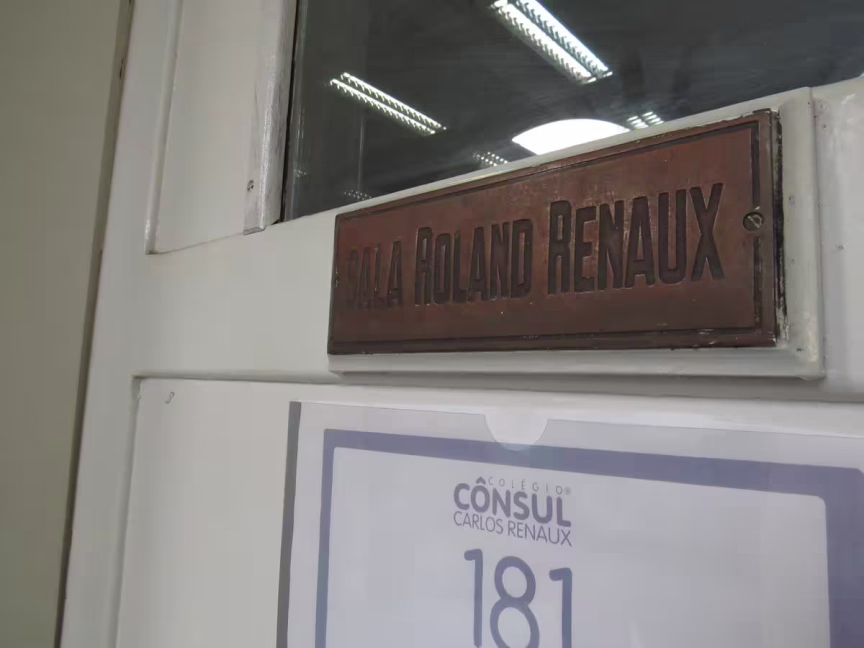 SALA ROLAND RENAUX
COLÉGIO®
CÔNSUL
CARLOS RENAUX
181